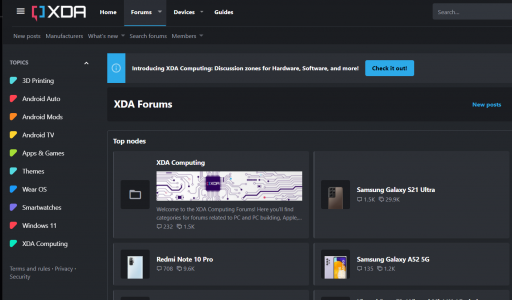 XDA
Home
Forums
Devices
Guides
Search...
New posts Manufacturers What's new Search forums Members
TOPICS
3D Printing
Android Auto
Android Mods
Android TV
Apps & Games
Themes
Wear OS
Smartwatches
Windows 11
XDA Computing
Terms and rules · Privacy ·
Security
Introducing XDA Computing: Discussion zones for Hardware, Software, and more!
Check it out!
XDA Forums
New posts
Top nodes
XDA Computing
Welcome to the XDA Computing Forums! Here you'll find
categories for forums related to PC and PC building, Apple,...
232 1.5K
Samsung Galaxy S21 Ultra
1.5K 29.9K
Redmi Note 10 Pro
708 9.6K
Samsung Galaxy A52 5G
135 1.2K